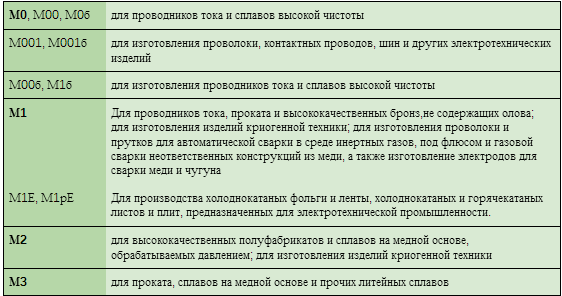 М0, М00, М0б для проводников тока и сплавов высокой чистоты
М001, М001б для изготовления проволоки, контактных проводов, шин и других электротехнических
изделий
М00б, М1б для изготовления проводников тока и сплавов высокой чистоты
М1 Для проводников тока, проката и высококачественных бронз,не содержащих олова;
для изготовления изделий криогенной техники; для изготовления проволоки и
прутков для автоматической сварки в среде инертных газов, под флюсом и газовой
сварки неответственных конструкций из меди, а также изготовление электродов для
сварки меди и чугуна
М1Е, М1рЕ Для производства холоднокатаных фольги и ленты, холоднокатаных и горячекатаных
листов и плит, предназначенных для электротехнической промышленности.
М2 для высококачественных полуфабрикатов и сплавов на медной основе,
обрабатываемых давлением; для изготовления изделий криогенной техники
М3 для проката, сплавов на медной основе и прочих литейных сплавов